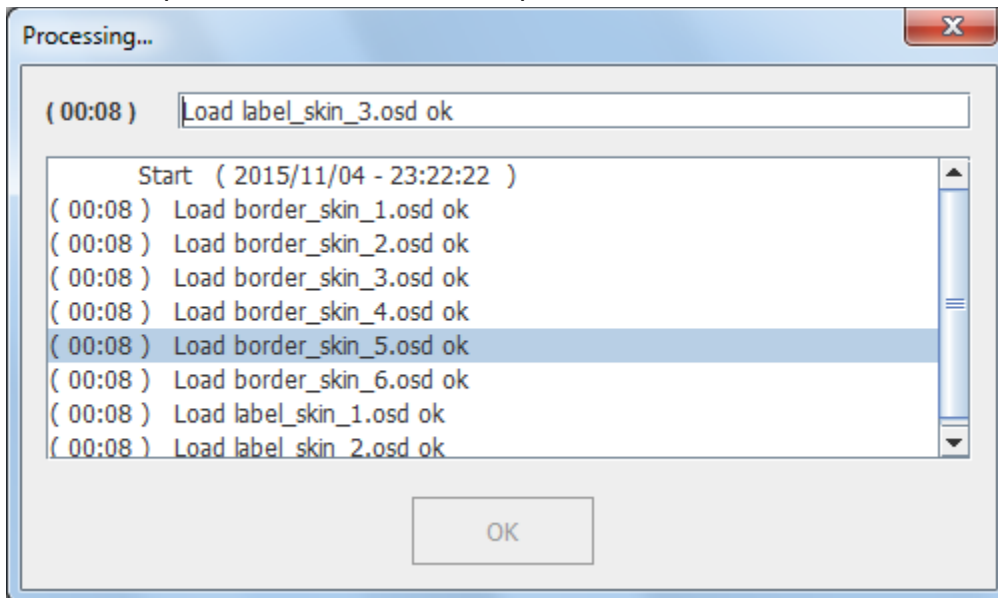 Processing...
( 00:08 ) Load label_skin_3.osd ok
Start ( 2015/11/04 - 23:22:22 )
( 00:08 ) Load border_skin_1.osd ok
( 00:08 ) Load border_skin_2.osd ok
( 00:08 ) Load border_skin_3.osd ok
( 00:08 ) Load border_skin_4.osd ok
( 00:08 ) Load border_skin_5.osd ok
( 00:08 ) Load border_skin_6.osd ok
( 00:08 ) Load label_skin_1.osd ok
( 00:08 ) Load label_skin_2.osd ok
OK